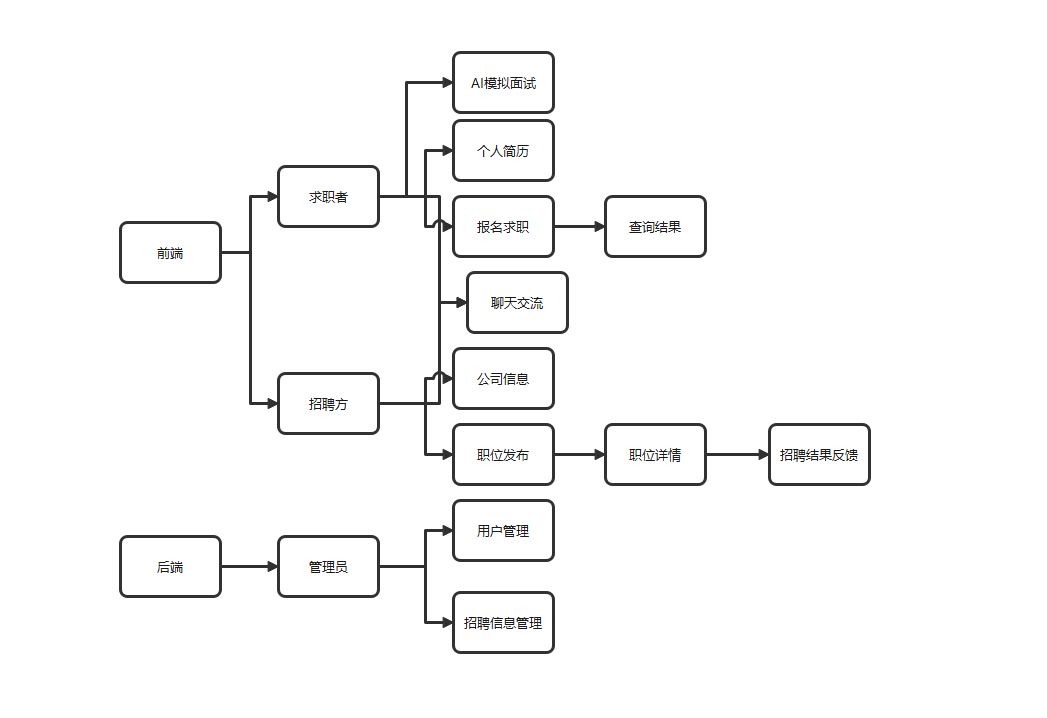 AI模拟面试
个人简历
求职者
报名求职
查询结果
前端
聊天交流
公司信息
招聘方
职位发布
职位详情
招聘结果反馈
用户管理
后端
管理员
招聘信息管理